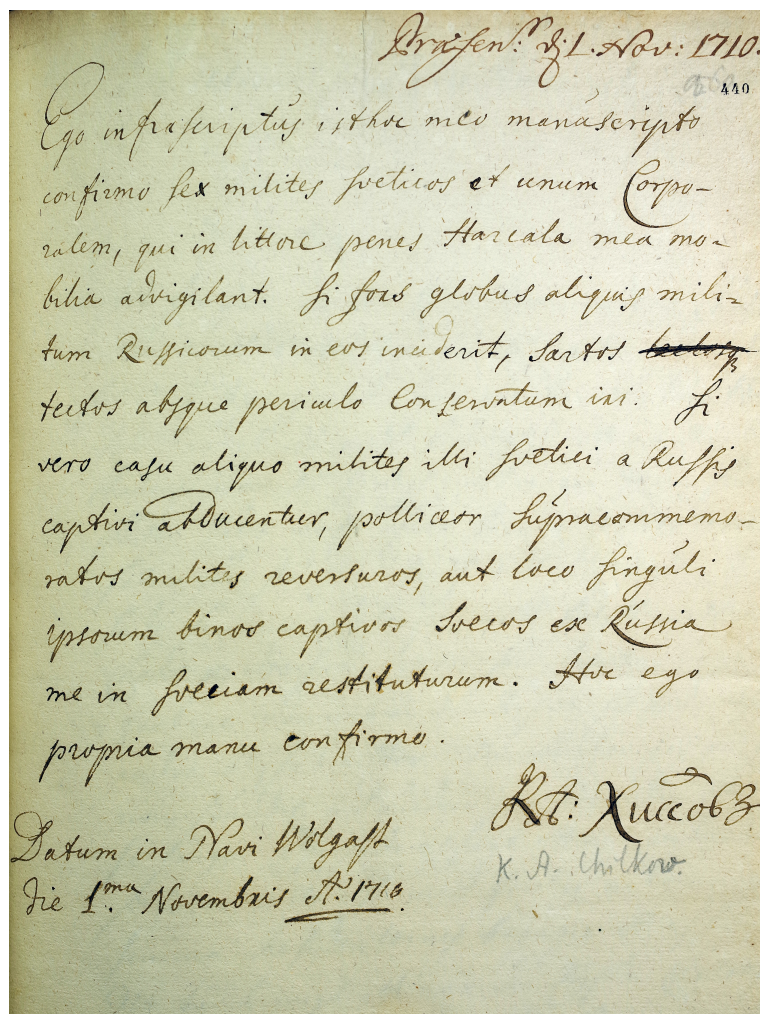 Præsen: d. 1. Nov: 1710.
440
Ego infrascriptus isthoc meo manuscripto
confirmo sex milites sveticos et unum Corpo-
ralem, qui in littore penes Harcala mea mo-
bilia advigilant. Si fors globus aliquis mili-
tum Russicorum in eos inciderit, Sartos
tectos absque periculo Conservatum iri. Si
vero casu aliquo milites illi svetici a Russis
captivi abducentur, polliceor supracommemo-
ratos milites reversuros, aut loco singuli
ipsorum binos captivos Svecos ex Russia
me in sveciam restituturum. Hoc ego
propria manu confirmo.
К А: Хилковъ
K. A. Chilkow.
Datum in Navi Wolgast
die 1.ma Novembris A.o 1710.